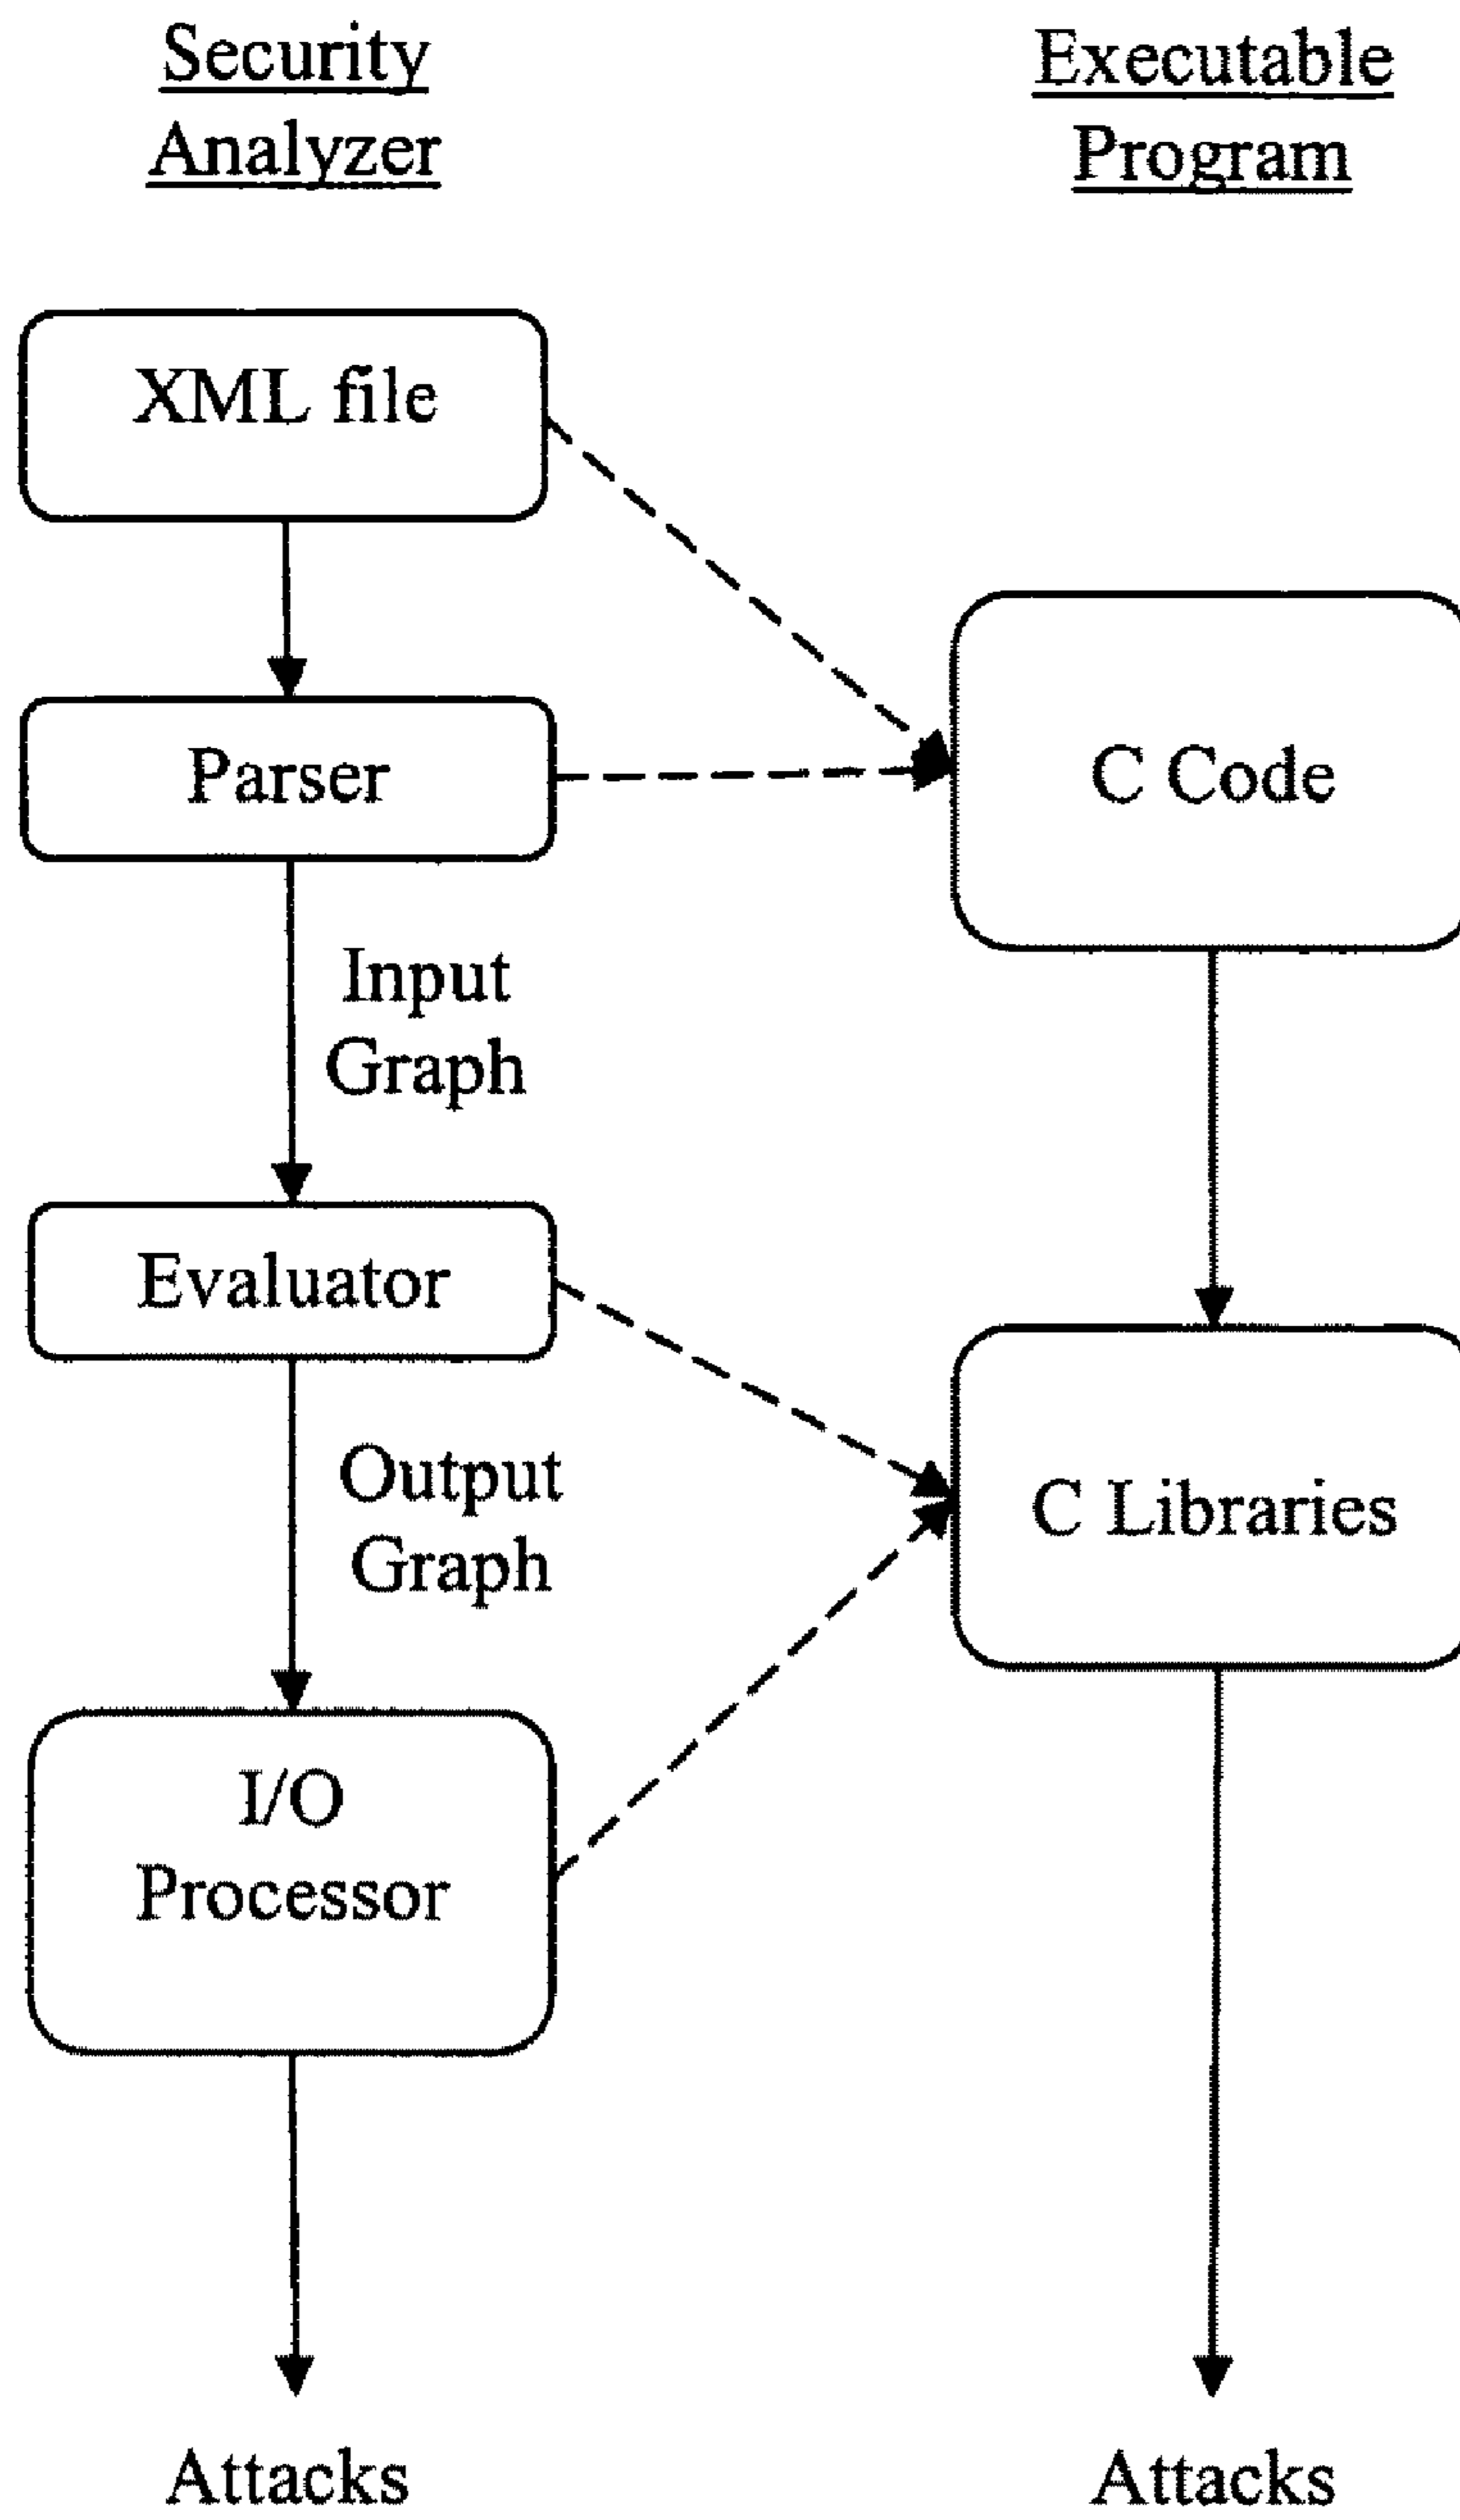 Security
Analyzer
Executable
Program
XML file
Parser
C Code
Input
Graph
Evaluator
Output
Graph
C Libraries
I/O
Processor
Attacks
Attacks